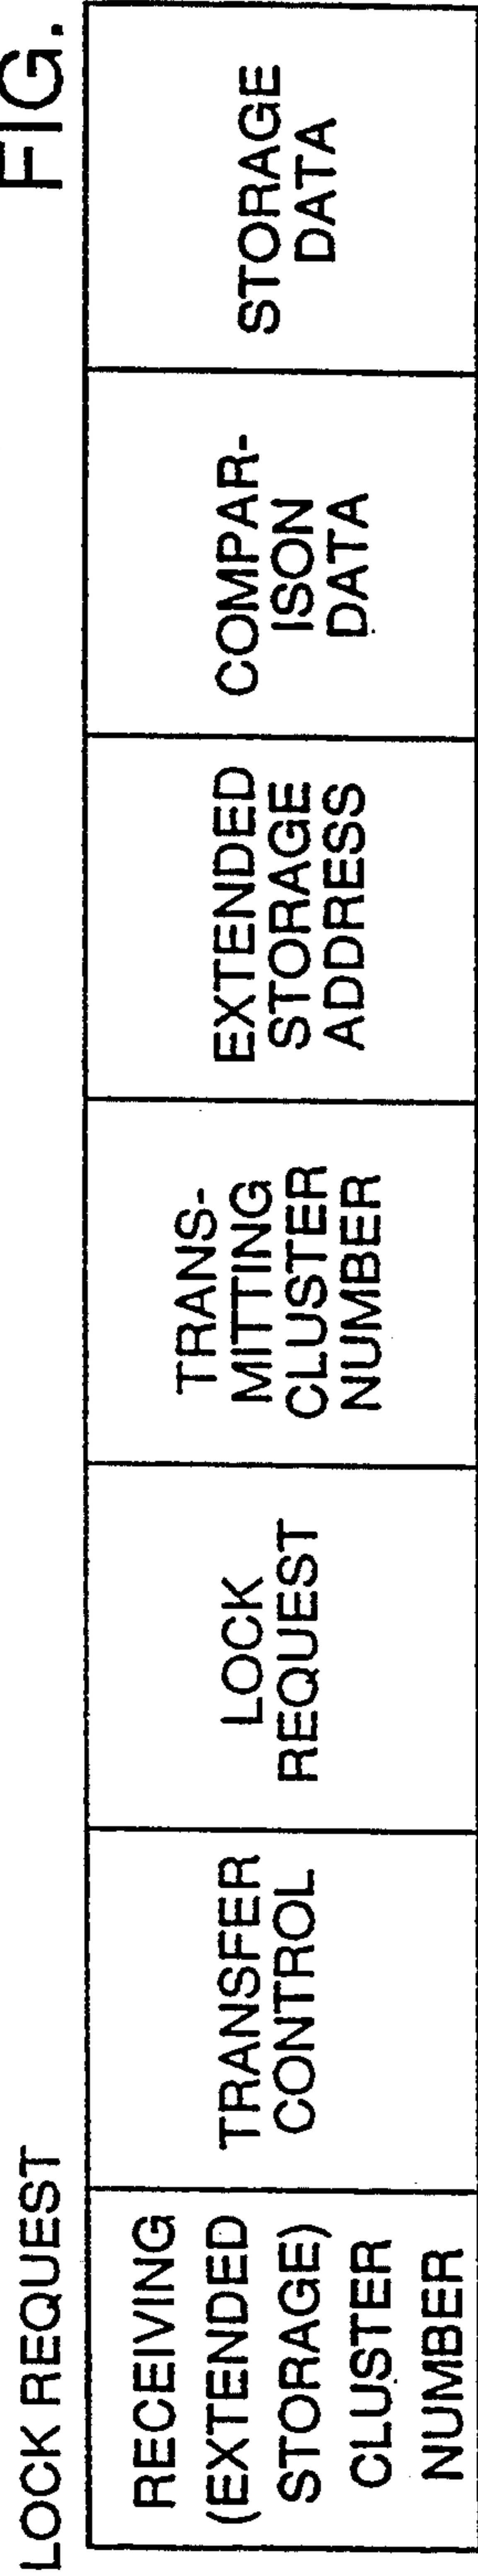 FIG.
LOCK REQUEST
RECEIVING
(EXTENDED
STORAGE)
CLUSTER
NUMBER
TRANSFER
CONTROL
LOCK
REQUEST
TRANS-
MITTING
CLUSTER
NUMBER
EXTENDED
STORAGE
ADDRESS
COMPAR-
ISON
DATA
STORAGE
DATA